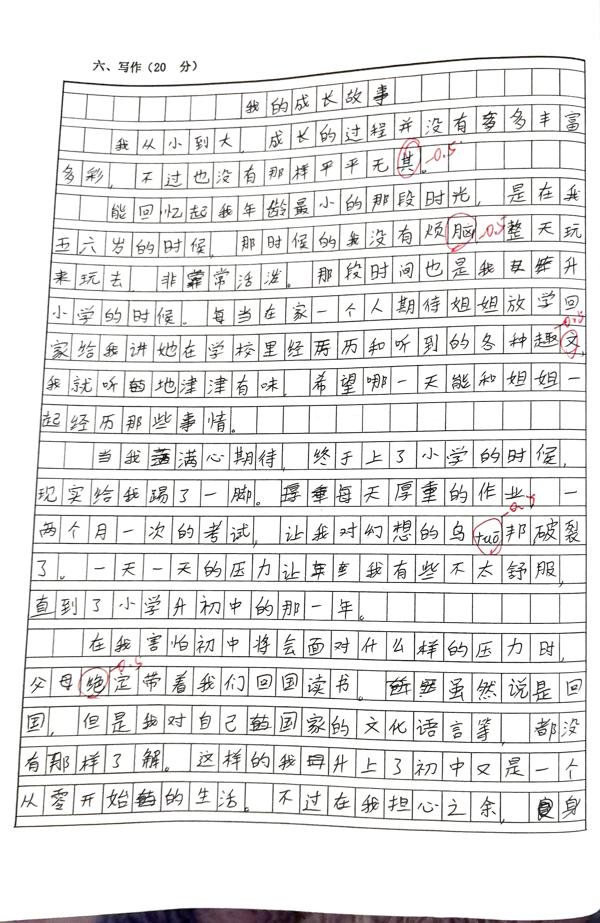 六、写作（20 分）
我的成长故事
我从小到大，成长的过程并没有多多丰富
多彩，不过也没有那样平平无其。-0.5
能回忆起我年龄最小的那段时光，是在我
五六岁的时候，那时候的我没有烦脑-0.5整天玩
来玩去，非常活泼。那段时间也是我升
小学的时候。每当在家一个人期待姐姐放学回
-0.5
家给我讲她在学校里经历和听到的各种趣文，
我就听地津津有味。希望哪一天能和姐姐一
起经历那些事情。
当我满心期待，终于上了小学的时候，
现实给我踢了一脚。每天厚重的作业，一
-0.5
两个月一次的考试，让我对幻想的乌tuō邦破裂
了。一天一天的压力让我有些不太舒服，
直到了小学升初中的那一年。
在我害怕初中将会面对什么样的压力时，
-0.5
父母绝定带着我们回国读书。虽然说是回
国，但是我对自己国家的文化语言等，都没
有那样了解。这样的我升上了初中又是一个
从零开始的生活。不过在我担心之余，身